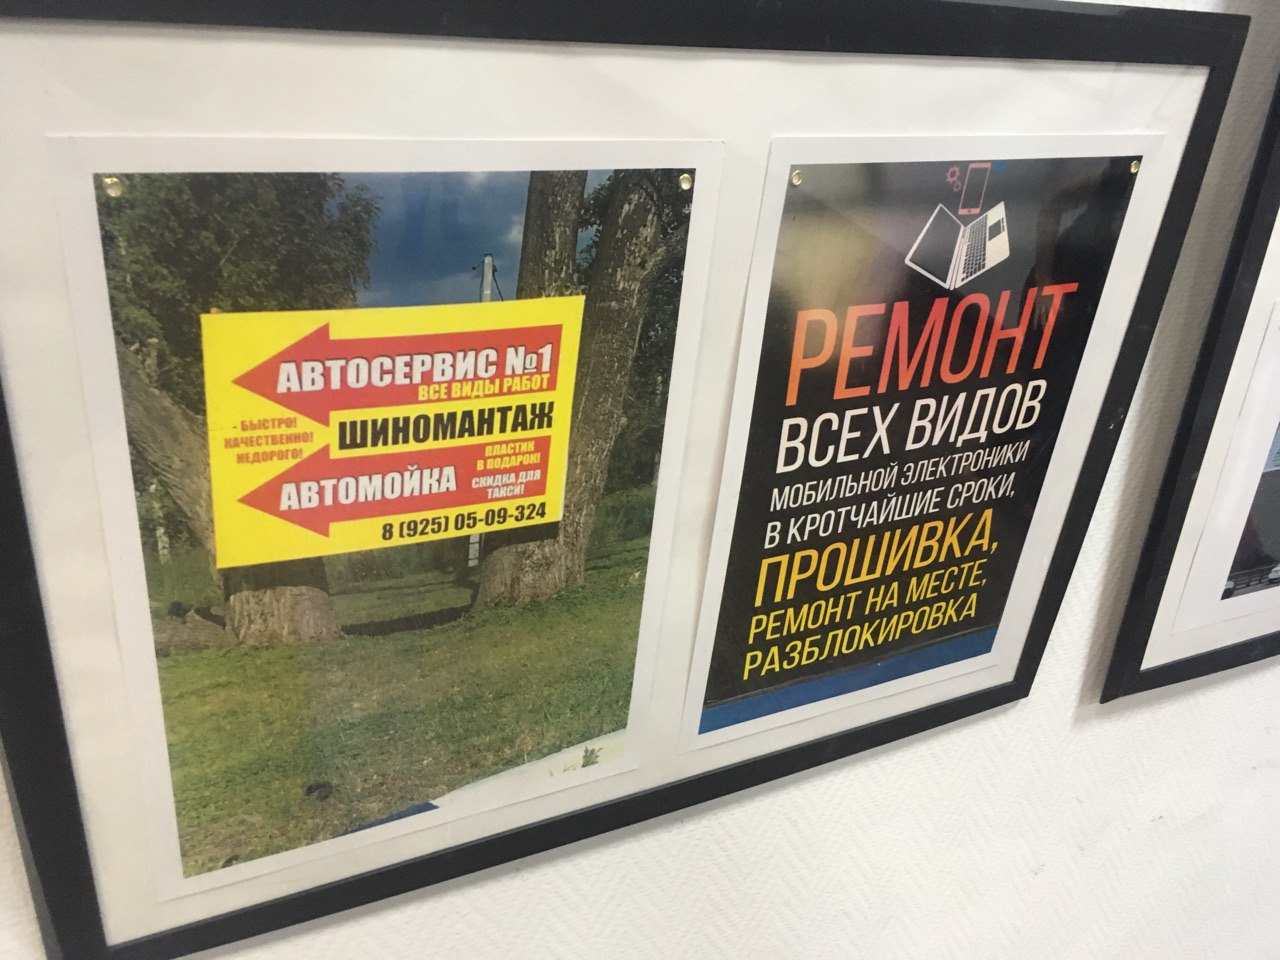 АВТОСЕРВИС №1
ВСЕ ВИДЫ РАБОТ
- БЫСТРО!
КАЧЕСТВЕННО!
НЕДОРОГО!
ШИНОМАНТАЖ
АВТОМОЙКА
ПЛАСТИК
В ПОДАРОК!
СКИДКА ДЛЯ
ТАКСИ!
8 (925) 05-09-324
РЕМОНТ
ВСЕХ ВИДОВ
МОБИЛЬНОЙ ЭЛЕКТРОНИКИ
В КРОТЧАЙШИЕ СРОКИ,
ПРОШИВКА,
РЕМОНТ НА МЕСТЕ,
РАЗБЛОКИРОВКА